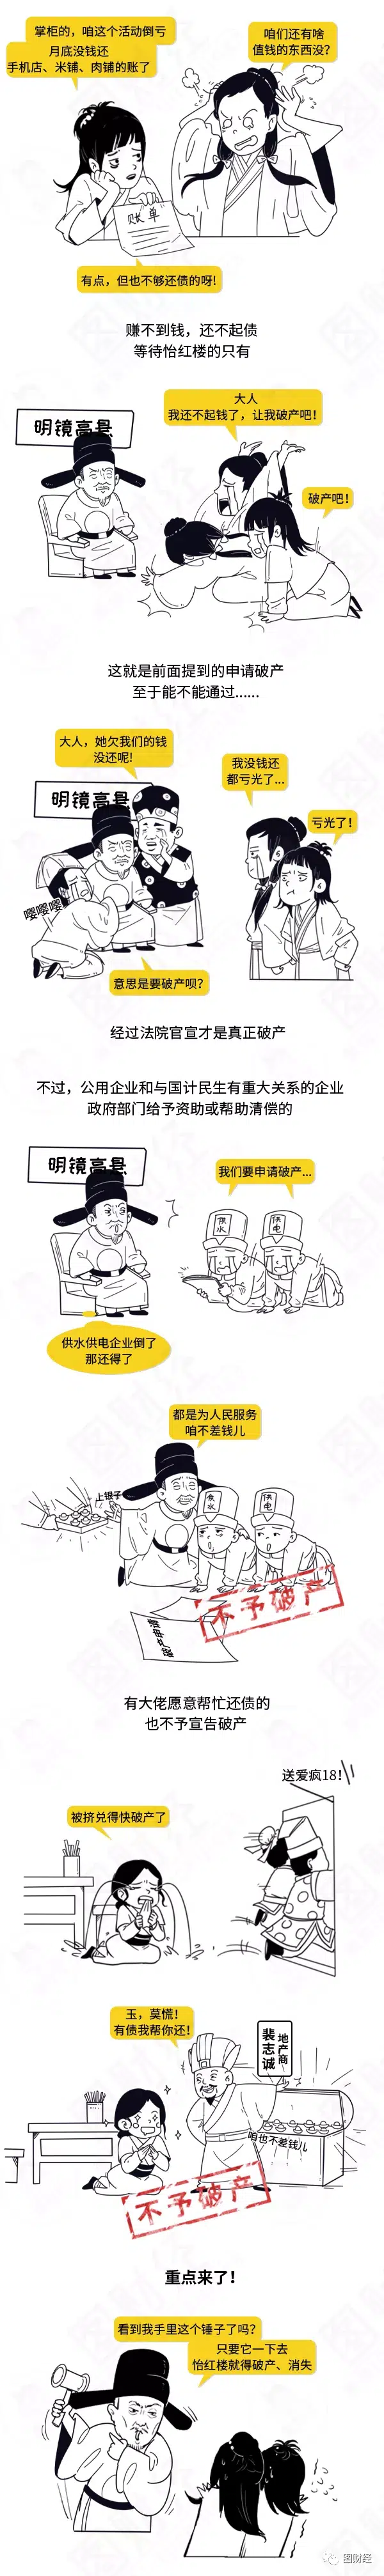 掌柜的，咱这个活动倒亏
月底没钱还
手机店、米铺、肉铺的账了
咱们还有啥
值钱的东西没？
账单
有点，但也不够还债的呀！
赚不到钱，还不起债
等待怡红楼的只有
明镜高悬
大人
我还不起钱了，让我破产吧！
破产吧！
这就是前面提到的申请破产
至于能不能通过......
大人，她欠我们的钱
没还呢！
明镜高悬
我没钱还
都亏光了...
亏光了！
嘤嘤嘤
意思是要破产呗？
经过法院官宣才是真正破产
不过，公用企业和与国计民生有重大关系的企业
政府部门给予资助或帮助清偿的
明镜高悬
我们要申请破产...
供水
供电
供水供电企业倒了
那还得了
都是为人民服务
咱不差钱儿
上银子
供水
供电
不予破产
有大佬愿意帮忙还债的
也不予宣告破产
送爱疯18！
被挤兑得快破产了
玉，莫慌！
有债我帮你还！
地产商
裴志诚
咱也不差钱儿
不予破产
重点来了！
看到我手里这个锤子了吗？
只要它一下去
怡红楼就得破产、消失
图财经